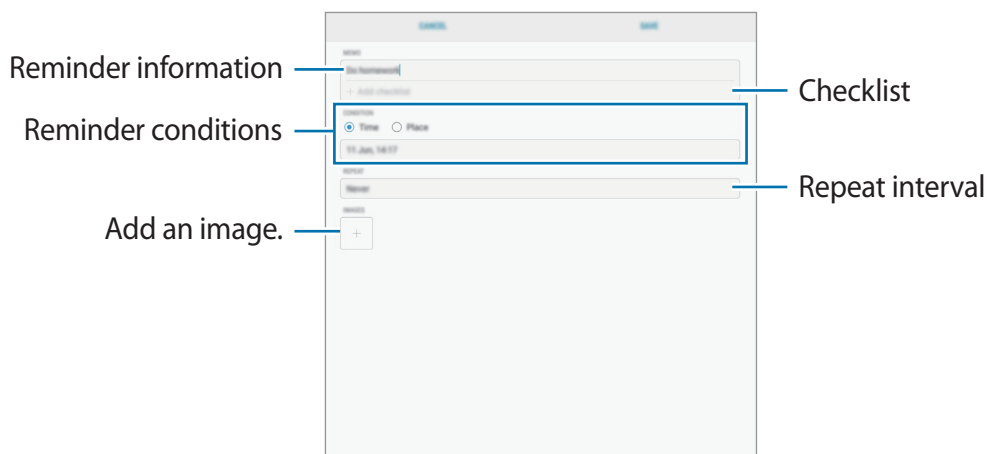 CANCEL
SAVE
MEMO
Reminder information
Do homework
+ Add checklist
Checklist
Reminder conditions
CONDITION
Time
Place
11 Jun, 14:17
REPEAT
Never
Repeat interval
IMAGES
Add an image.
+